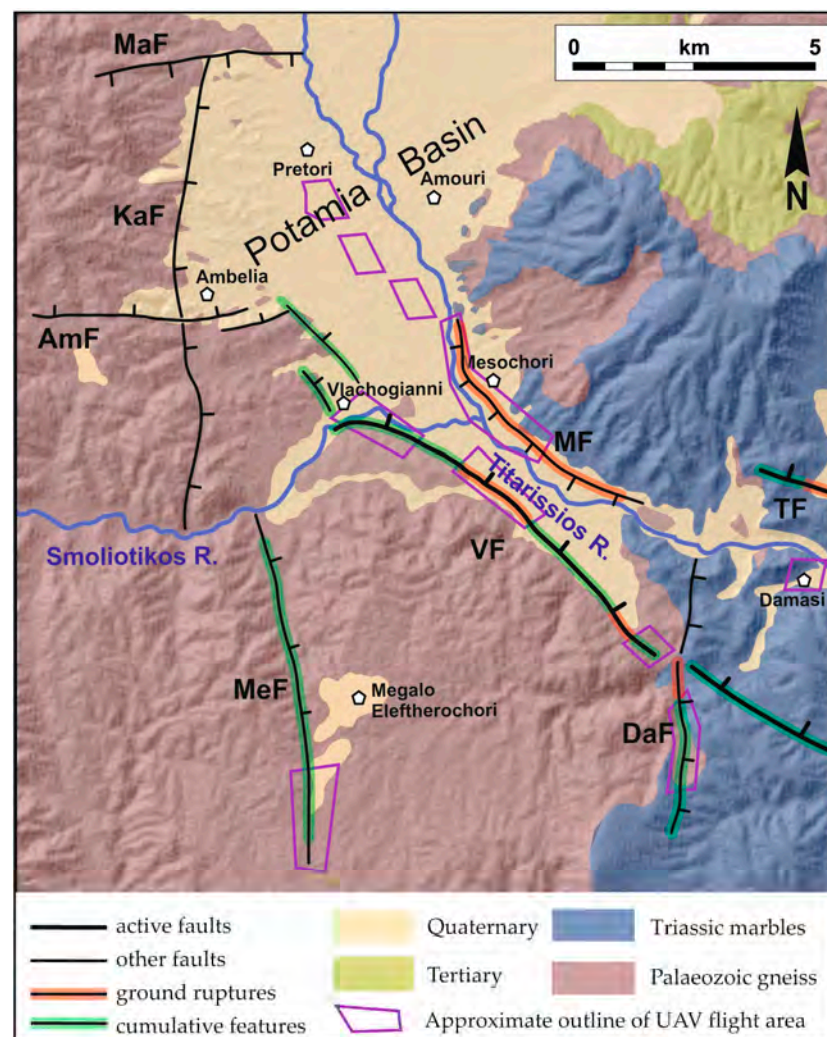 MaF
0 km 5
Pretori
Potamia Basin
Amouri
N
KaF
Ambelia
AmF
Mesochori
Vlachogianni
MF
Titarissios R.
TF
VF
Smoliotikos R.
Damasi
MeF
Megalo
Eleftherochori
DaF
active faults
other faults
ground ruptures
cumulative features
Quaternary
Tertiary
Triassic marbles
Palaeozoic gneiss
Approximate outline of UAV flight area